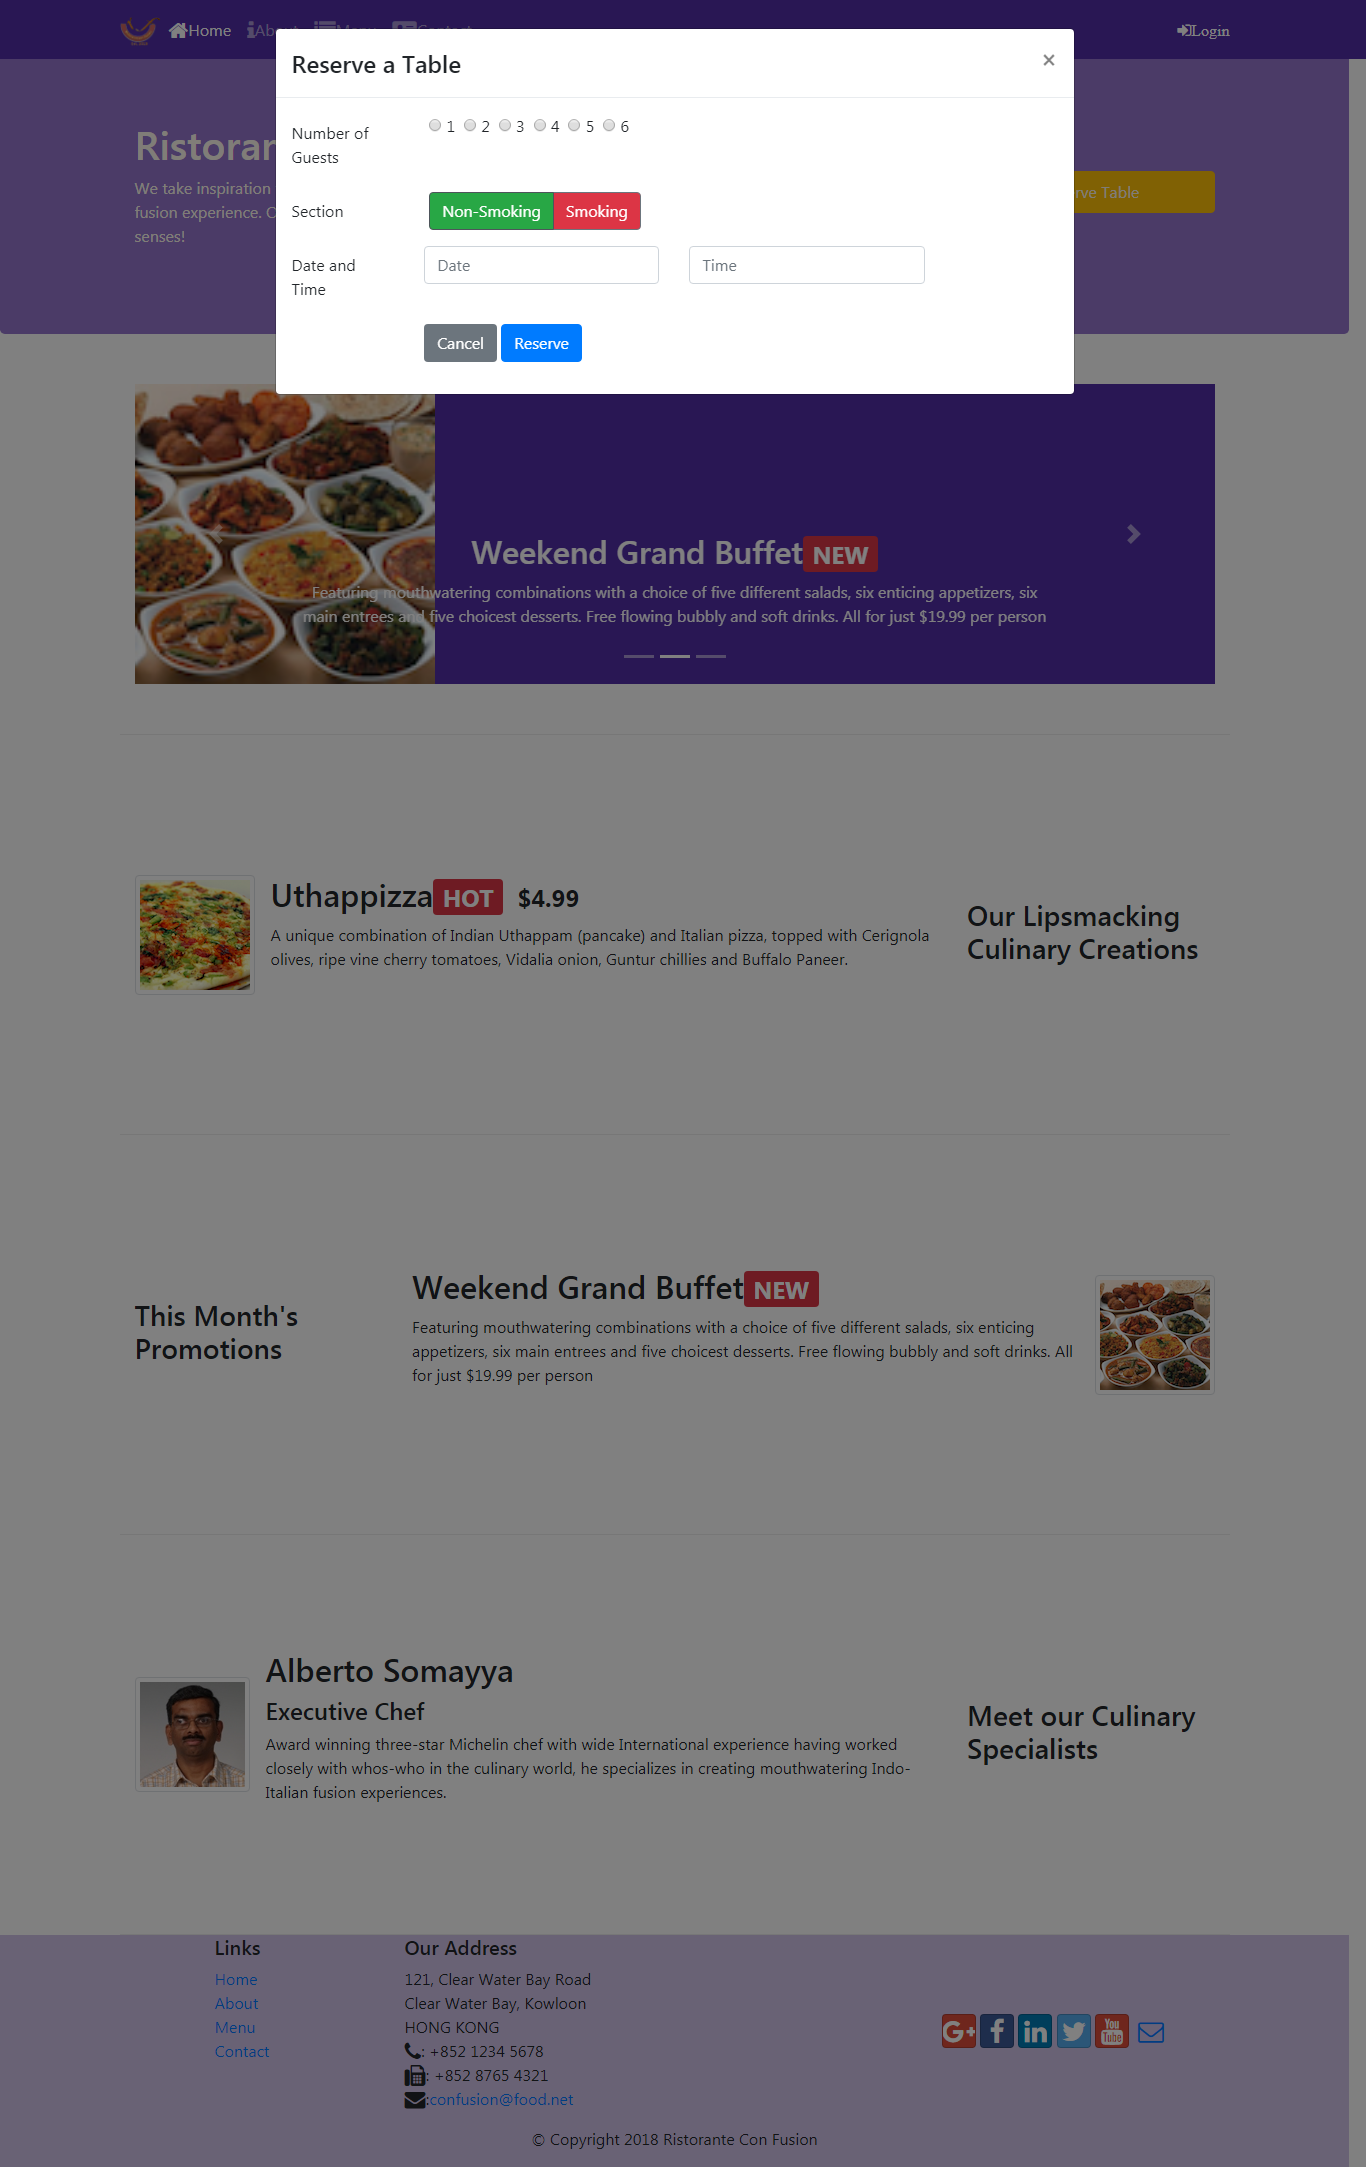 Home
Login
Reserve a Table
×
Number of
Guests
1 2 3 4 5 6
Section
Non-Smoking Smoking
Date and
Time
Date
Time
Cancel Reserve
We take inspiration
fusion experience.
senses!
Table
Weekend Grand Buffet NEW
Featuring mouthwatering combinations with a choice of five different salads, six enticing appetizers, six
main entrees and five choicest desserts. Free flowing bubbly and soft drinks. All for just $19.99 per person
Uthappizza HOT $4.99
A unique combination of Indian Uthappam (pancake) and Italian pizza, topped with Cerignola
olives, ripe vine cherry tomatoes, Vidalia onion, Guntur chillies and Buffalo Paneer.
Our Lipsmacking
Culinary Creations
This Month's
Promotions
Weekend Grand Buffet NEW
Featuring mouthwatering combinations with a choice of five different salads, six enticing
appetizers, six main entrees and five choicest desserts. Free flowing bubbly and soft drinks. All
for just $19.99 per person
Alberto Somayya
Executive Chef
Award winning three-star Michelin chef with wide International experience having worked
closely with whos-who in the culinary world, he specializes in creating mouthwatering Indo-
Italian fusion experiences.
Meet our Culinary
Specialists
Links
Home
About
Menu
Contact
Our Address
121, Clear Water Bay Road
Clear Water Bay, Kowloon
HONG KONG
: +852 1234 5678
: +852 8765 4321
:confusion@food.net
G+ f in You Tube
© Copyright 2018 Ristorante Con Fusion